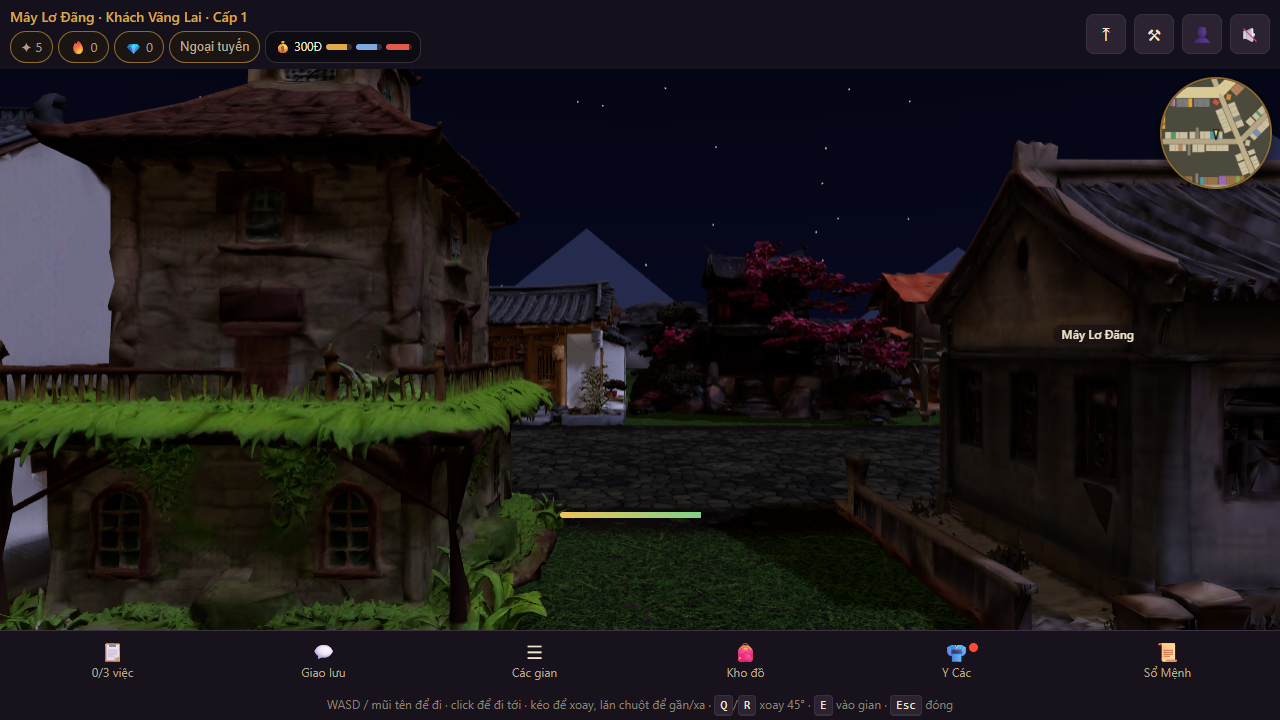 Mây Lơ Đãng · Khách Vãng Lai · Cấp 1
5
0
0
Ngoại tuyến
300Đ
Mây Lơ Đãng
0/3 việc
Giao lưu
Các gian
Kho đồ
Y Các
Sổ Mệnh
WASD / mũi tên để đi · click để đi tới · kéo để xoay, lăn chuột để gần/xa · Q / R xoay 45° · E vào gian · Esc đóng